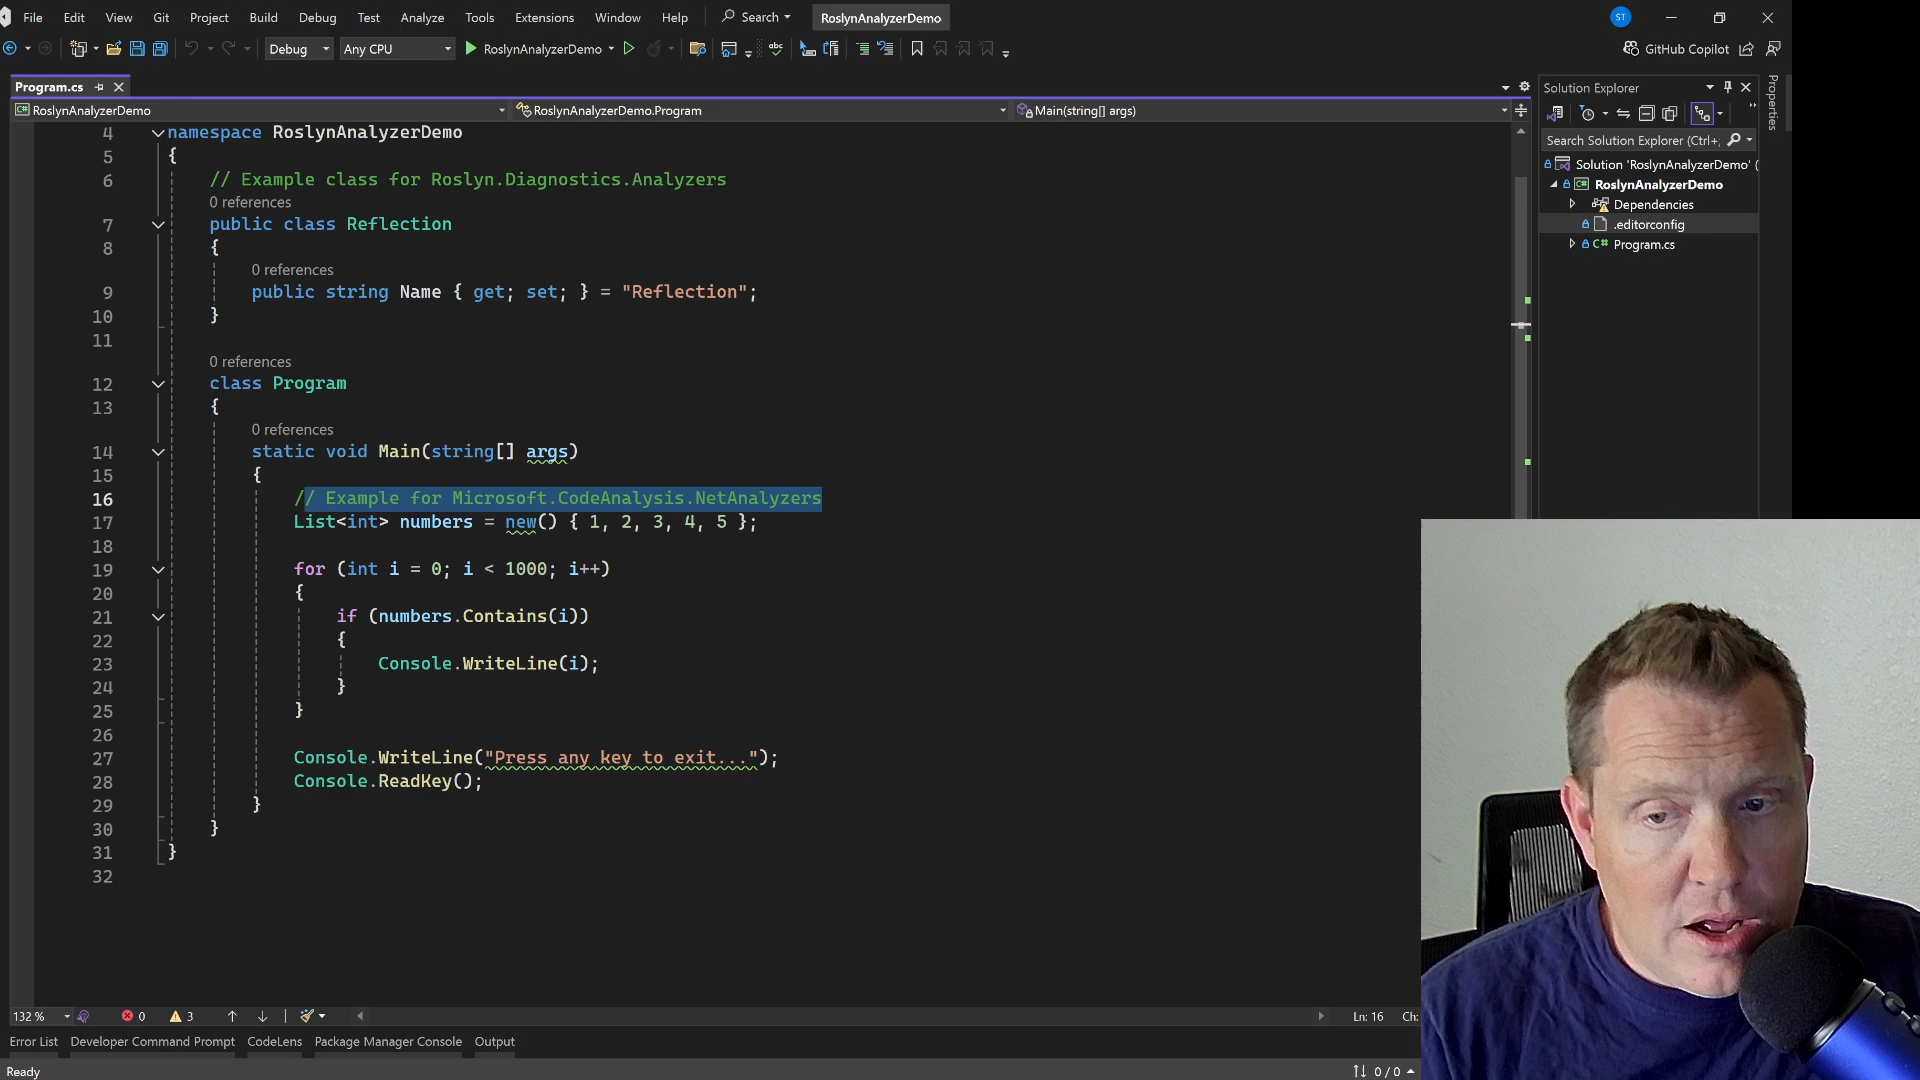 File Edit View Git Project Build Debug Test Analyze Tools Extensions Window Help Search RoslynAnalyzerDemo ST
Debug Any CPU RoslynAnalyzerDemo GitHub Copilot
Program.cs
RoslynAnalyzerDemo RoslynAnalyzerDemo.Program Main(string[] args)
4 namespace RoslynAnalyzerDemo
5 {
6 // Example class for Roslyn.Diagnostics.Analyzers
0 references
7 public class Reflection
8 {
0 references
9 public string Name { get; set; } = "Reflection";
10 }
11
0 references
12 class Program
13 {
0 references
14 static void Main(string[] args)
15 {
16 // Example for Microsoft.CodeAnalysis.NetAnalyzers
17 List<int> numbers = new() { 1, 2, 3, 4, 5 };
18
19 for (int i = 0; i < 1000; i++)
20 {
21 if (numbers.Contains(i))
22 {
23 Console.WriteLine(i);
24 }
25 }
26
27 Console.WriteLine("Press any key to exit...");
28 Console.ReadKey();
29 }
30 }
31 }
32
132 % 0 3 Ln: 16 Ch:
Error List Developer Command Prompt CodeLens Package Manager Console Output
Ready 0 / 0
Solution Explorer
Search Solution Explorer (Ctrl+;
Solution 'RoslynAnalyzerDemo' (
RoslynAnalyzerDemo
Dependencies
.editorconfig
C# Program.cs
Properties